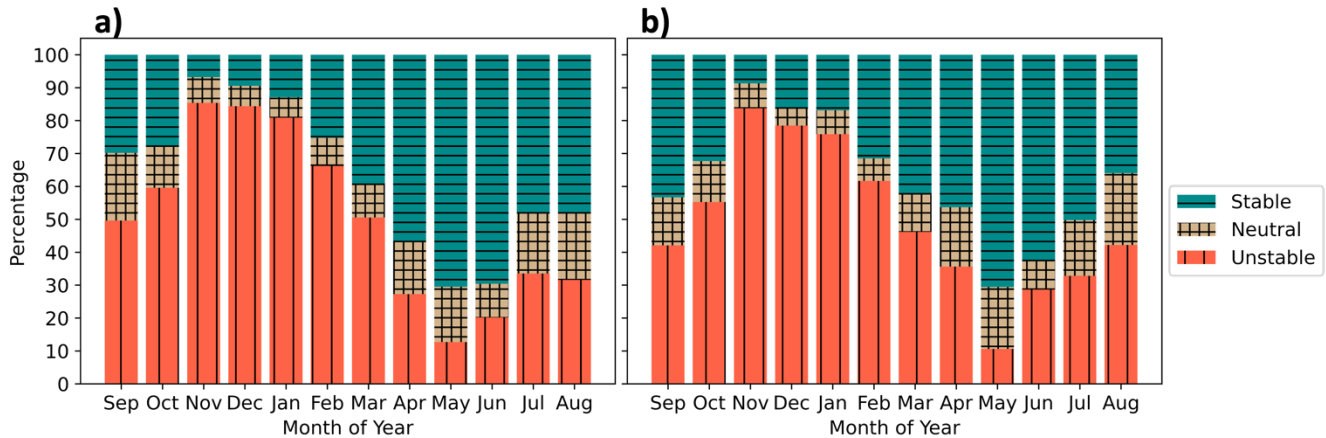 a)
b)
Percentage
100
90
80
70
60
50
40
30
20
10
0
Sep Oct Nov Dec Jan Feb Mar Apr May Jun Jul Aug
Month of Year
Sep Oct Nov Dec Jan Feb Mar Apr May Jun Jul Aug
Month of Year
Stable
Neutral
Unstable